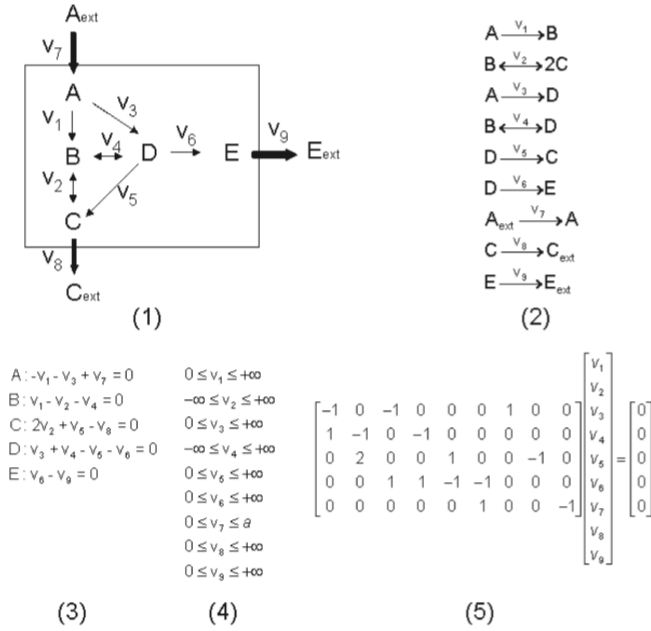 A_ext
v₇
A
v₁ v₃
v₉
B v₄ D v₆ E E_ext
v₂ v₅
C
v₈
C_ext
(1)
A —v₁→ B
B ←v₂→ 2C
A —v₃→ D
B ←v₄→ D
D —v₅→ C
D —v₆→ E
A_ext —v₇→ A
C —v₈→ C_ext
E —v₉→ E_ext
(2)
A : -v₁ - v₃ + v₇ = 0
B : v₁ - v₂ - v₄ = 0
C: 2v₂ + v₅ - v₈ = 0
D: v₃ + v₄ - v₅ - v₆ = 0
E : v₆ - v₉ = 0
(3)
0 ≤ v₁ ≤ +∞
-∞ ≤ v₂ ≤ +∞
0 ≤ v₃ ≤ +∞
-∞ ≤ v₄ ≤ +∞
0 ≤ v₅ ≤ +∞
0 ≤ v₆ ≤ +∞
0 ≤ v₇ ≤ a
0 ≤ v₈ ≤ +∞
0 ≤ v₉ ≤ +∞
(4)
−1 0 −1 0 0 0 1 0 0
1 −1 0 −1 0 0 0 0 0
0 2 0 0 1 0 0 −1 0
0 0 1 1 −1 −1 0 0 0
0 0 0 0 0 1 0 0 −1
v₁
v₂
v₃
v₄
v₅
v₆
v₇
v₈
v₉
=
0
0
0
0
0
(5)